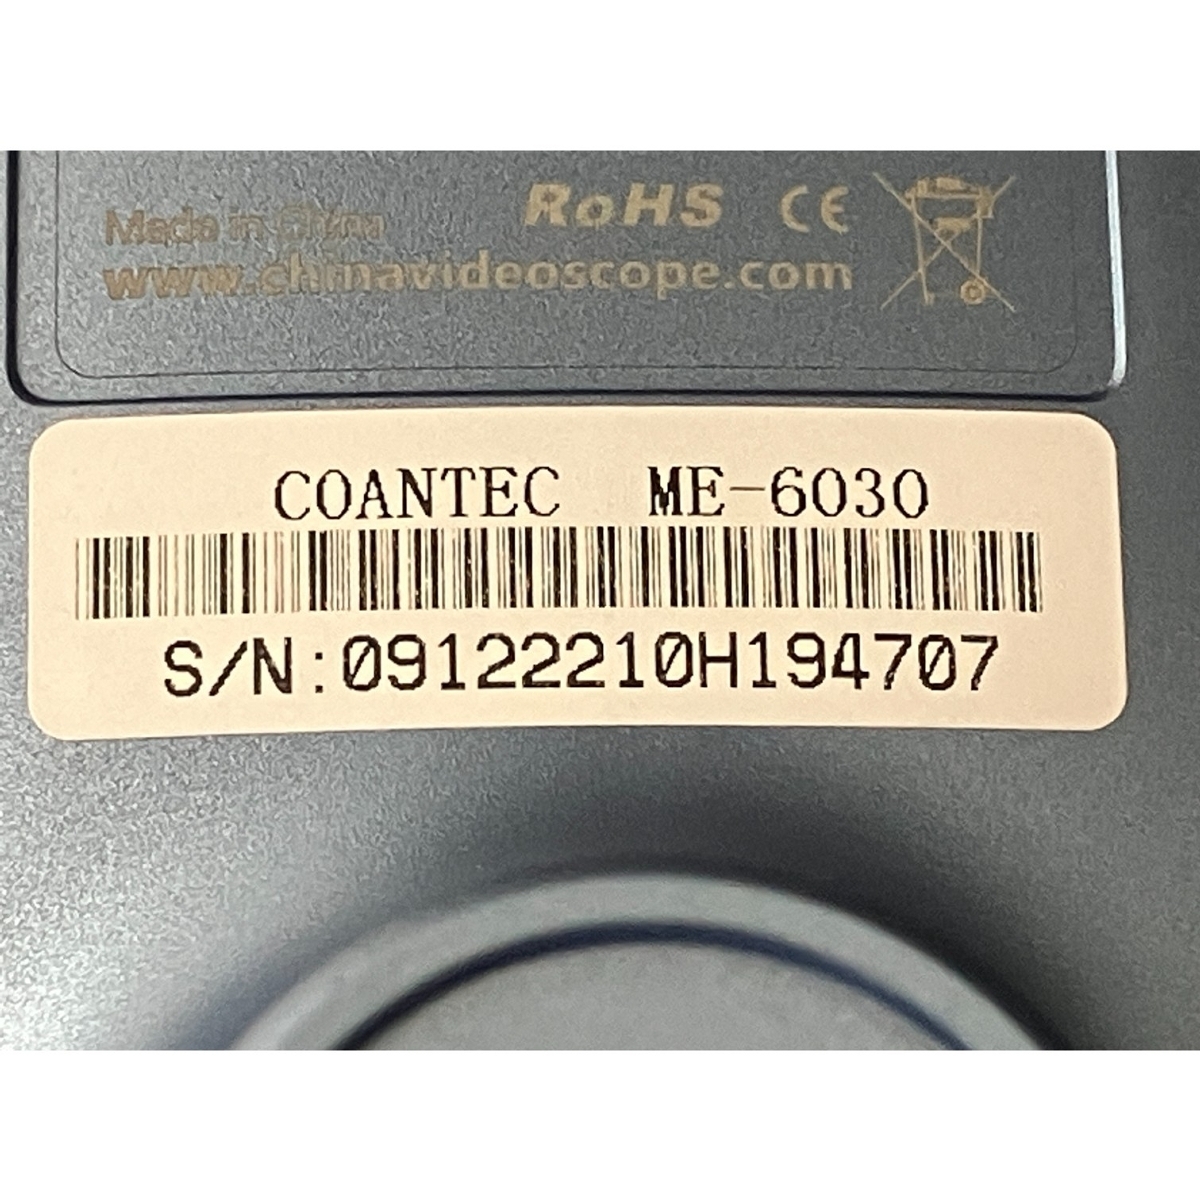 Made in China RoHS CE
www.chinavideoscope.com
COANTEC ME-6030
S/N:09122210H194707